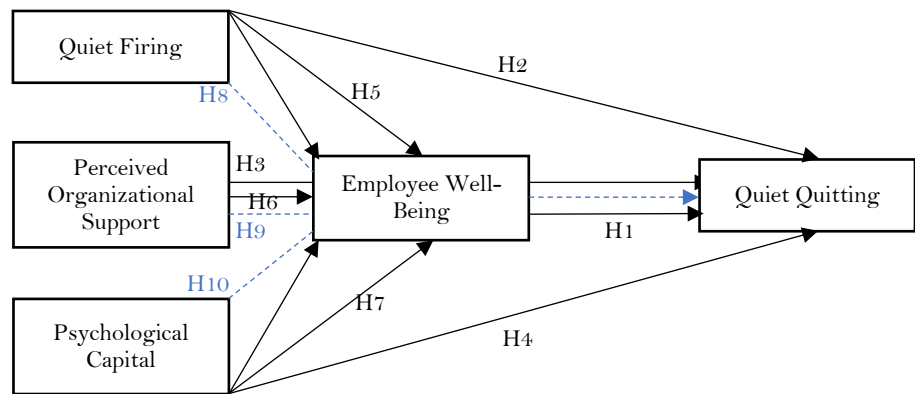 Quiet Firing
H2
H5
H8
Perceived
Organizational
Support
H3
H6
H9
Employee Well-
Being
Quiet Quitting
H1
H10
H7
Psychological
Capital
H4